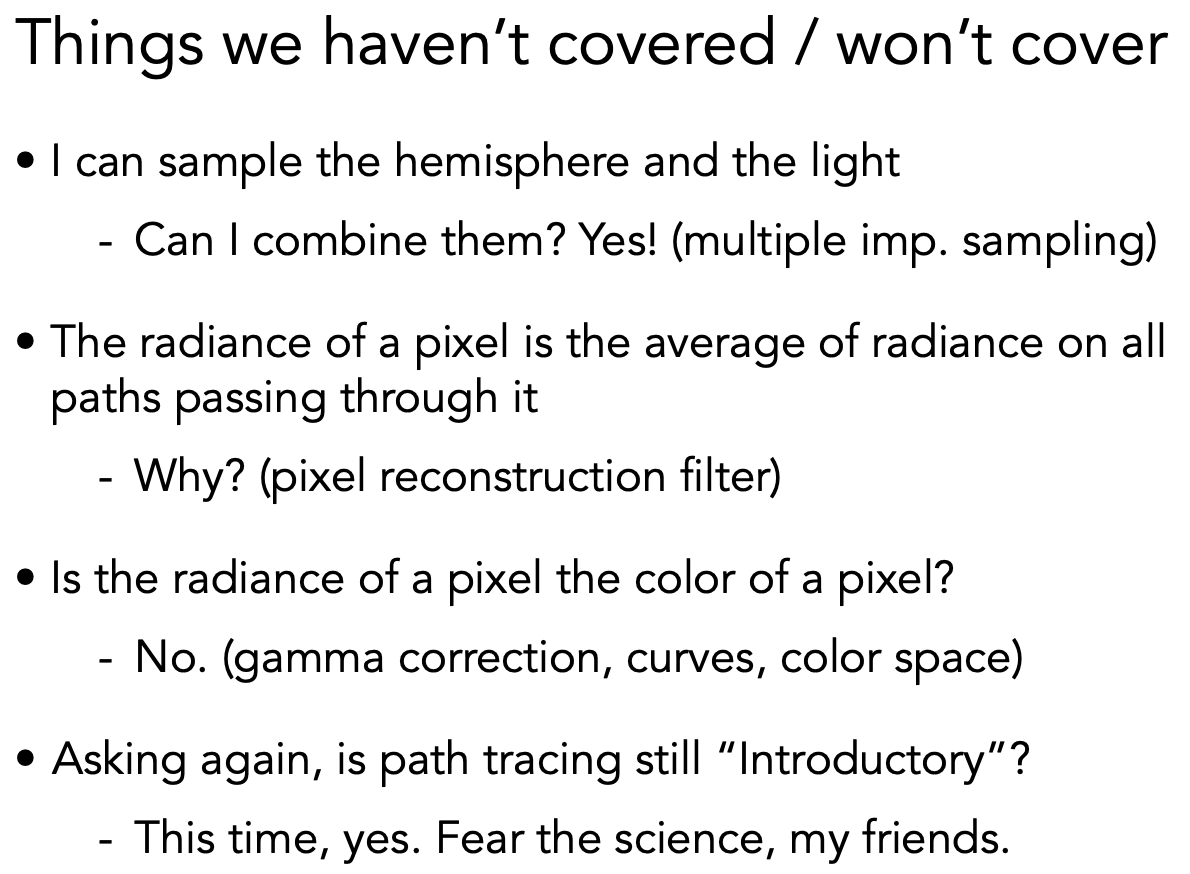 Things we haven’t covered / won’t cover
• I can sample the hemisphere and the light
- Can I combine them? Yes! (multiple imp. sampling)
• The radiance of a pixel is the average of radiance on all
paths passing through it
- Why? (pixel reconstruction filter)
• Is the radiance of a pixel the color of a pixel?
- No. (gamma correction, curves, color space)
• Asking again, is path tracing still “Introductory”?
- This time, yes. Fear the science, my friends.